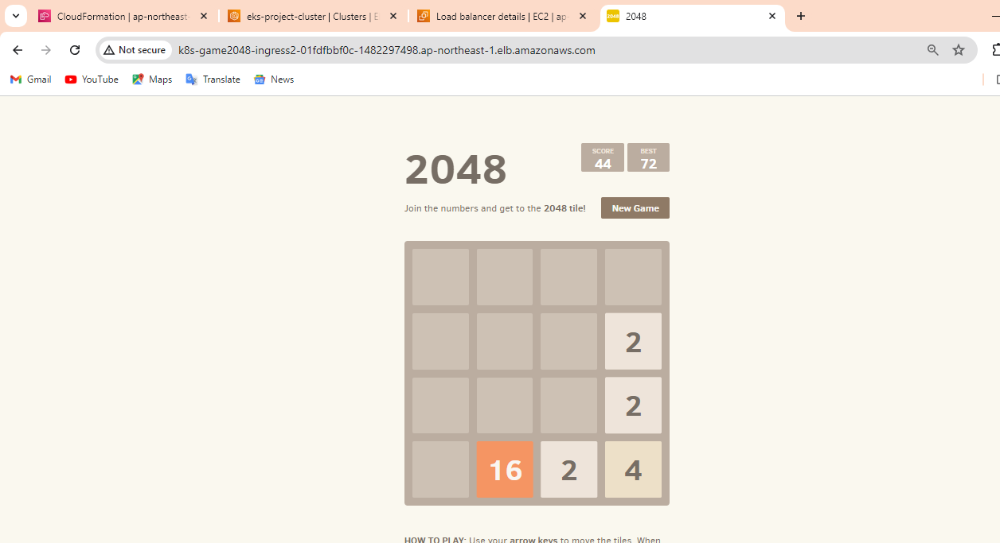 CloudFormation | ap-northeast-
eks-project-cluster | Clusters | E
Load balancer details | EC2 | ap-
2048
2048
Not secure
k8s-game2048-ingress2-01fdfbbf0c-1482297498.ap-northeast-1.elb.amazonaws.com
Gmail
YouTube
Maps
Translate
News
2048
SCORE
44
BEST
72
Join the numbers and get to the 2048 tile!
New Game
2
2
16 2 4
HOW TO PLAY: Use your arrow keys to move the tiles. When